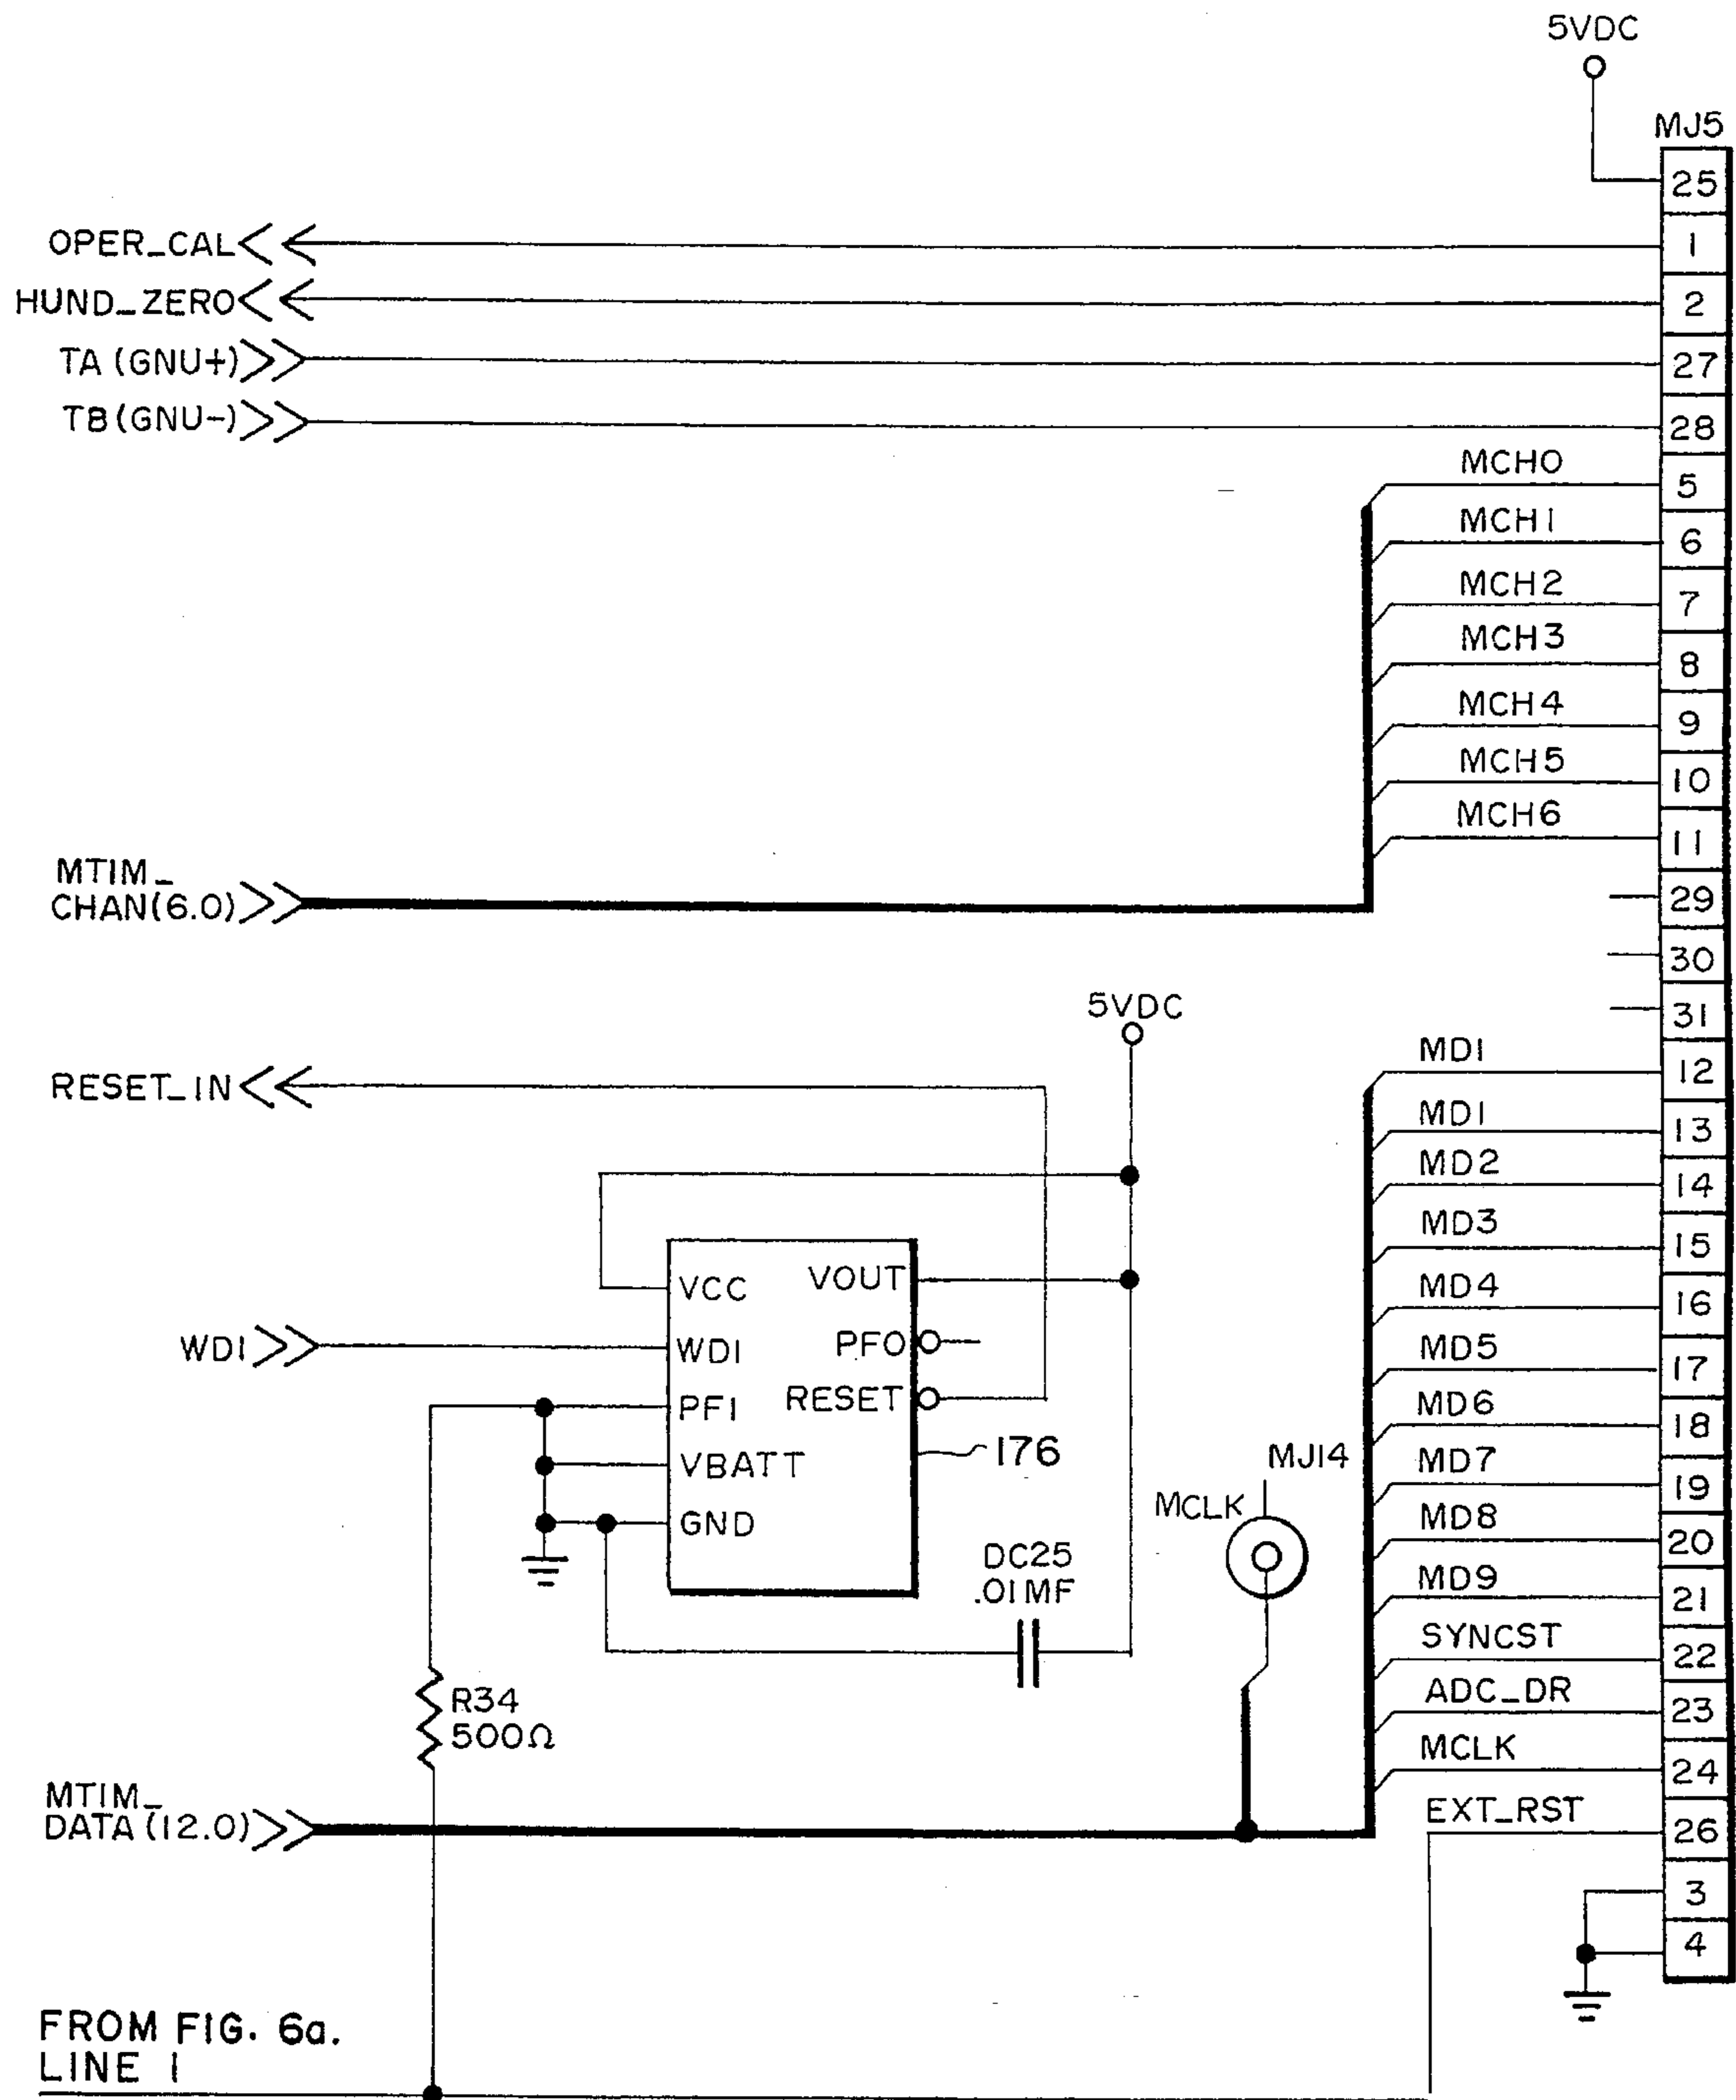 5VDC
MJ5
25
OPER_CAL
1
HUND_ZERO
2
TA (GNU+)
27
TB (GNU-)
28
MCH0
5
MCH1
6
MCH2
7
MCH3
8
MCH4
9
MCH5
10
MCH6
11
MTIM_
CHAN(6.0)
29
30
31
5VDC
RESET_IN
MD1
12
MD1
13
MD2
14
MD3
15
MD4
16
MD5
17
MD6
18
MD7
19
MD8
20
MD9
21
SYNCST
22
ADC_DR
23
MCLK
24
EXT_RST
26
3
4
VCC
VOUT
WDI
WDI
PFO
PFI
RESET
VBATT
GND
176
MJ14
MCLK
DC25
.01MF
R34
500Ω
MTIM_
DATA (12.0)
FROM FIG. 6a.
LINE 1